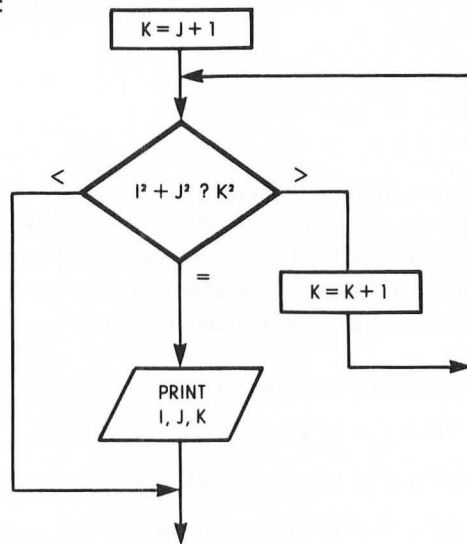 K = J + 1
< >
I² + J² ? K²
=
K = K + 1
PRINT
I, J, K